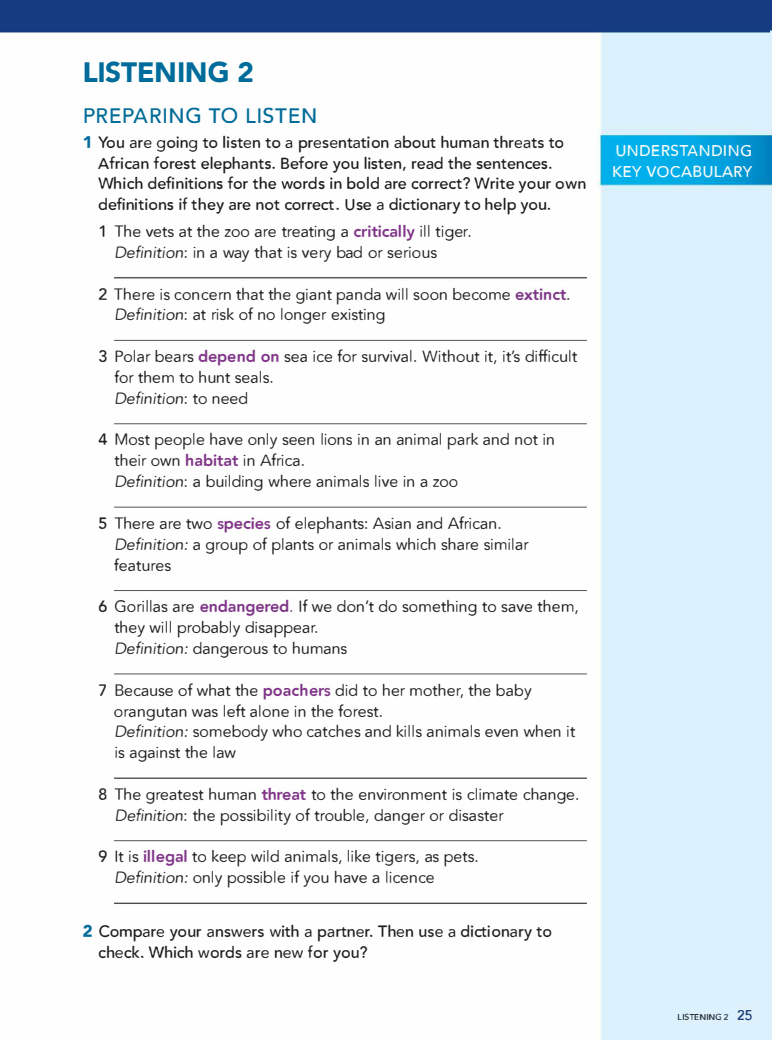 LISTENING 2
PREPARING TO LISTEN
1 You are going to listen to a presentation about human threats to
African forest elephants. Before you listen, read the sentences.
Which definitions for the words in bold are correct? Write your own
definitions if they are not correct. Use a dictionary to help you.
UNDERSTANDING
KEY VOCABULARY
1 The vets at the zoo are treating a critically ill tiger.
Definition: in a way that is very bad or serious
2 There is concern that the giant panda will soon become extinct.
Definition: at risk of no longer existing
3 Polar bears depend on sea ice for survival. Without it, it's difficult
for them to hunt seals.
Definition: to need
4 Most people have only seen lions in an animal park and not in
their own habitat in Africa.
Definition: a building where animals live in a zoo
5 There are two species of elephants: Asian and African.
Definition: a group of plants or animals which share similar
features
6 Gorillas are endangered. If we don't do something to save them,
they will probably disappear.
Definition: dangerous to humans
7 Because of what the poachers did to her mother, the baby
orangutan was left alone in the forest.
Definition: somebody who catches and kills animals even when it
is against the law
8 The greatest human threat to the environment is climate change.
Definition: the possibility of trouble, danger or disaster
9 It is illegal to keep wild animals, like tigers, as pets.
Definition: only possible if you have a licence
2 Compare your answers with a partner. Then use a dictionary to
check. Which words are new for you?
LISTENING 2 25